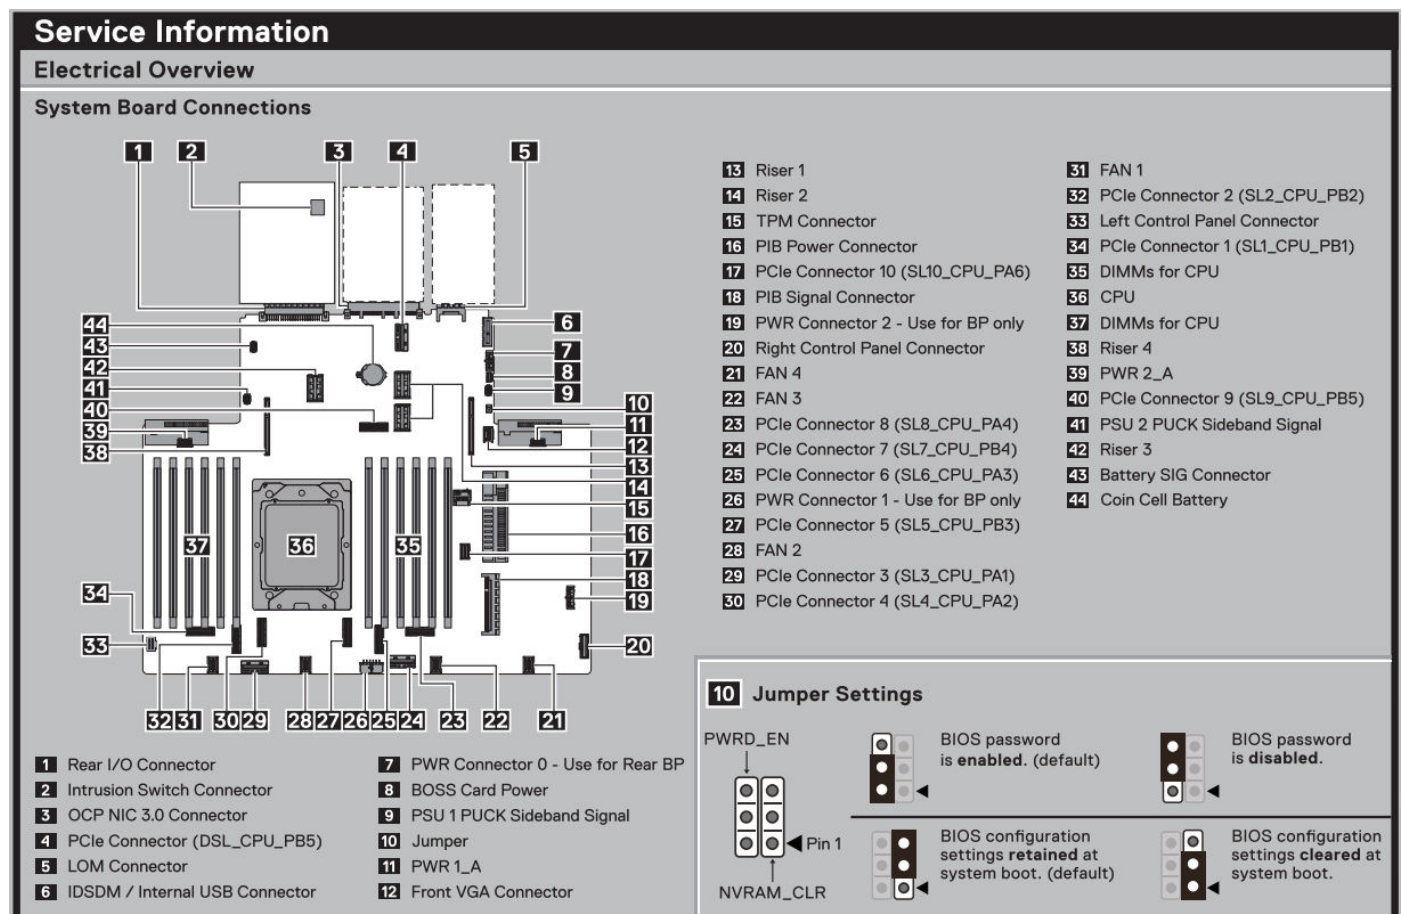 Service Information
Electrical Overview
System Board Connections
1 2 3 4 5
44
43
42
41
40
39
38
6
7
8
9
10
11
12
13
14
15
16
17
18
19
20
37 36 35
34
33
32 31 30 29 28 27 26 25 24 23 22 21
1 Rear I/O Connector
2 Intrusion Switch Connector
3 OCP NIC 3.0 Connector
4 PCIe Connector (DSL_CPU_PB5)
5 LOM Connector
6 IDSDM / Internal USB Connector
7 PWR Connector 0 - Use for Rear BP
8 BOSS Card Power
9 PSU 1 PUCK Sideband Signal
10 Jumper
11 PWR 1_A
12 Front VGA Connector
13 Riser 1
14 Riser 2
15 TPM Connector
16 PIB Power Connector
17 PCIe Connector 10 (SL10_CPU_PA6)
18 PIB Signal Connector
19 PWR Connector 2 - Use for BP only
20 Right Control Panel Connector
21 FAN 4
22 FAN 3
23 PCIe Connector 8 (SL8_CPU_PA4)
24 PCIe Connector 7 (SL7_CPU_PB4)
25 PCIe Connector 6 (SL6_CPU_PA3)
26 PWR Connector 1 - Use for BP only
27 PCIe Connector 5 (SL5_CPU_PB3)
28 FAN 2
29 PCIe Connector 3 (SL3_CPU_PA1)
30 PCIe Connector 4 (SL4_CPU_PA2)
31 FAN 1
32 PCIe Connector 2 (SL2_CPU_PB2)
33 Left Control Panel Connector
34 PCIe Connector 1 (SL1_CPU_PB1)
35 DIMMs for CPU
36 CPU
37 DIMMs for CPU
38 Riser 4
39 PWR 2_A
40 PCIe Connector 9 (SL9_CPU_PB5)
41 PSU 2 PUCK Sideband Signal
42 Riser 3
43 Battery SIG Connector
44 Coin Cell Battery
10 Jumper Settings
PWRD_EN
Pin 1
NVRAM_CLR
BIOS password
is enabled. (default)
BIOS password
is disabled.
BIOS configuration
settings retained at
system boot. (default)
BIOS configuration
settings cleared at
system boot.